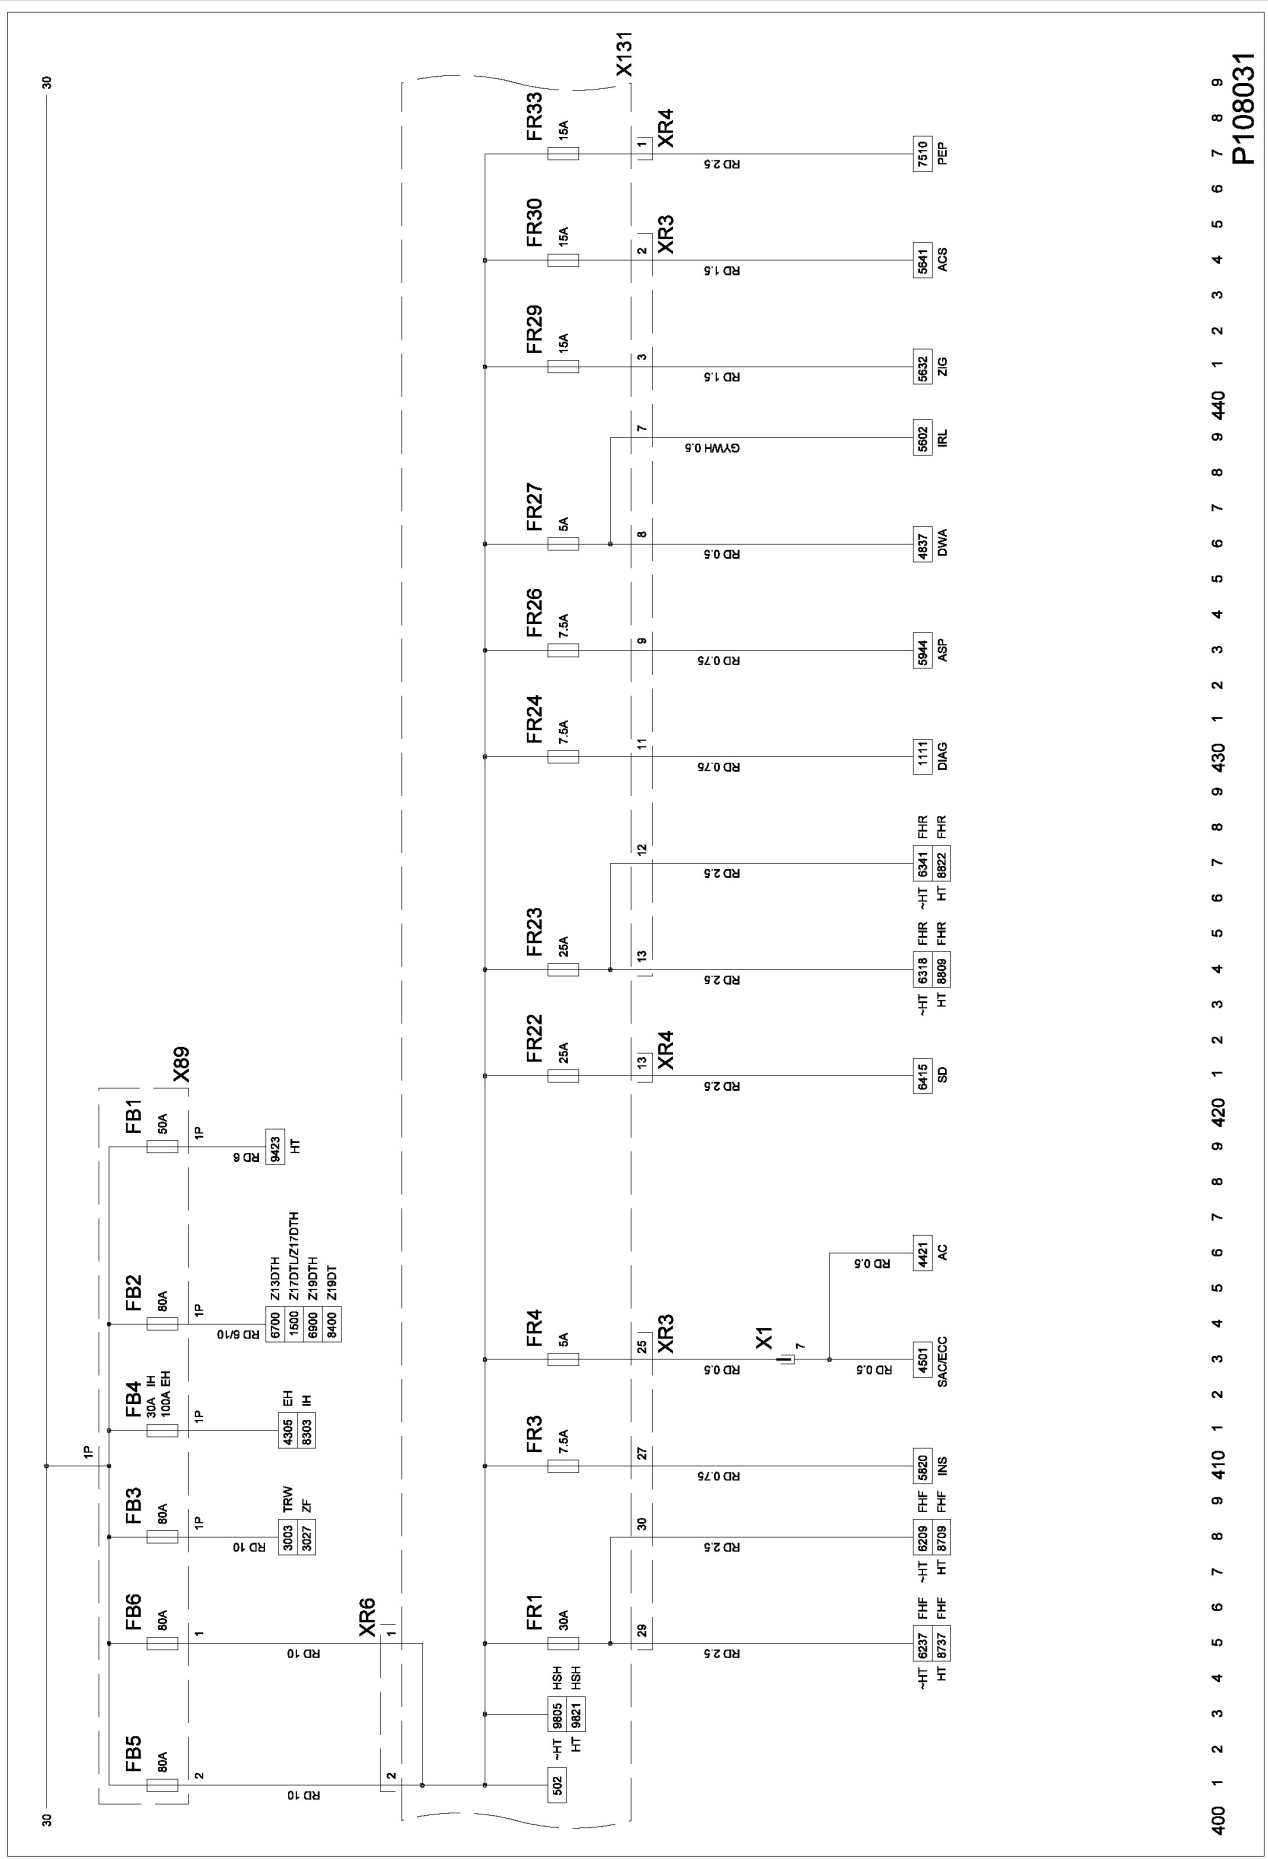 30
30
1P
FB5
80A
2
RD 10
FB6
80A
1
RD 10
FB3
80A
1P
RD 10
3003 TRW
3027 ZF
FB4
30A IH
100A EH
1P
4305 EH
8303 IH
FB2
80A
1P
RD 6/10
6700 Z13DTH
1500 Z17DTL/Z17DTH
6900 Z19DTH
8400 Z19DT
FB1
50A
1P
RD 6
9423
HT
X89
XR6
2
1
502
~HT 9805 HSH
HT 9821 HSH
FR1
30A
29
RD 2.5
~HT 6237 FHF
HT 8737 FHF
30
RD 2.5
~HT 6209 FHF
HT 8709 FHF
FR3
7.5A
27
RD 0.75
5820
INS
FR4
5A
25
XR3
RD 0.5
X1
7
RD 0.5
4501
SAC/ECC
RD 0.5
4421
AC
FR22
25A
13
XR4
RD 2.5
6415
SD
FR23
25A
13
RD 2.5
~HT 6318 FHR
HT 8809 FHR
12
RD 2.5
~HT 6341 FHR
HT 8822 FHR
FR24
7.5A
11
RD 0.75
1111
DIAG
FR26
7.5A
9
RD 0.75
5944
ASP
FR27
5A
8
RD 0.5
4837
DWA
7
GYWH 0.5
5602
IRL
FR29
15A
3
RD 1.5
5632
ZIG
FR30
15A
2
XR3
RD 1.5
5641
ACS
FR33
15A
1
XR4
RD 2.5
7510
PEP
X131
400 1 2 3 4 5 6 7 8 9 410 1 2 3 4 5 6 7 8 9 420 1 2 3 4 5 6 7 8 9 430 1 2 3 4 5 6 7 8 9 440 1 2 3 4 5 6 7 8 9
P108031